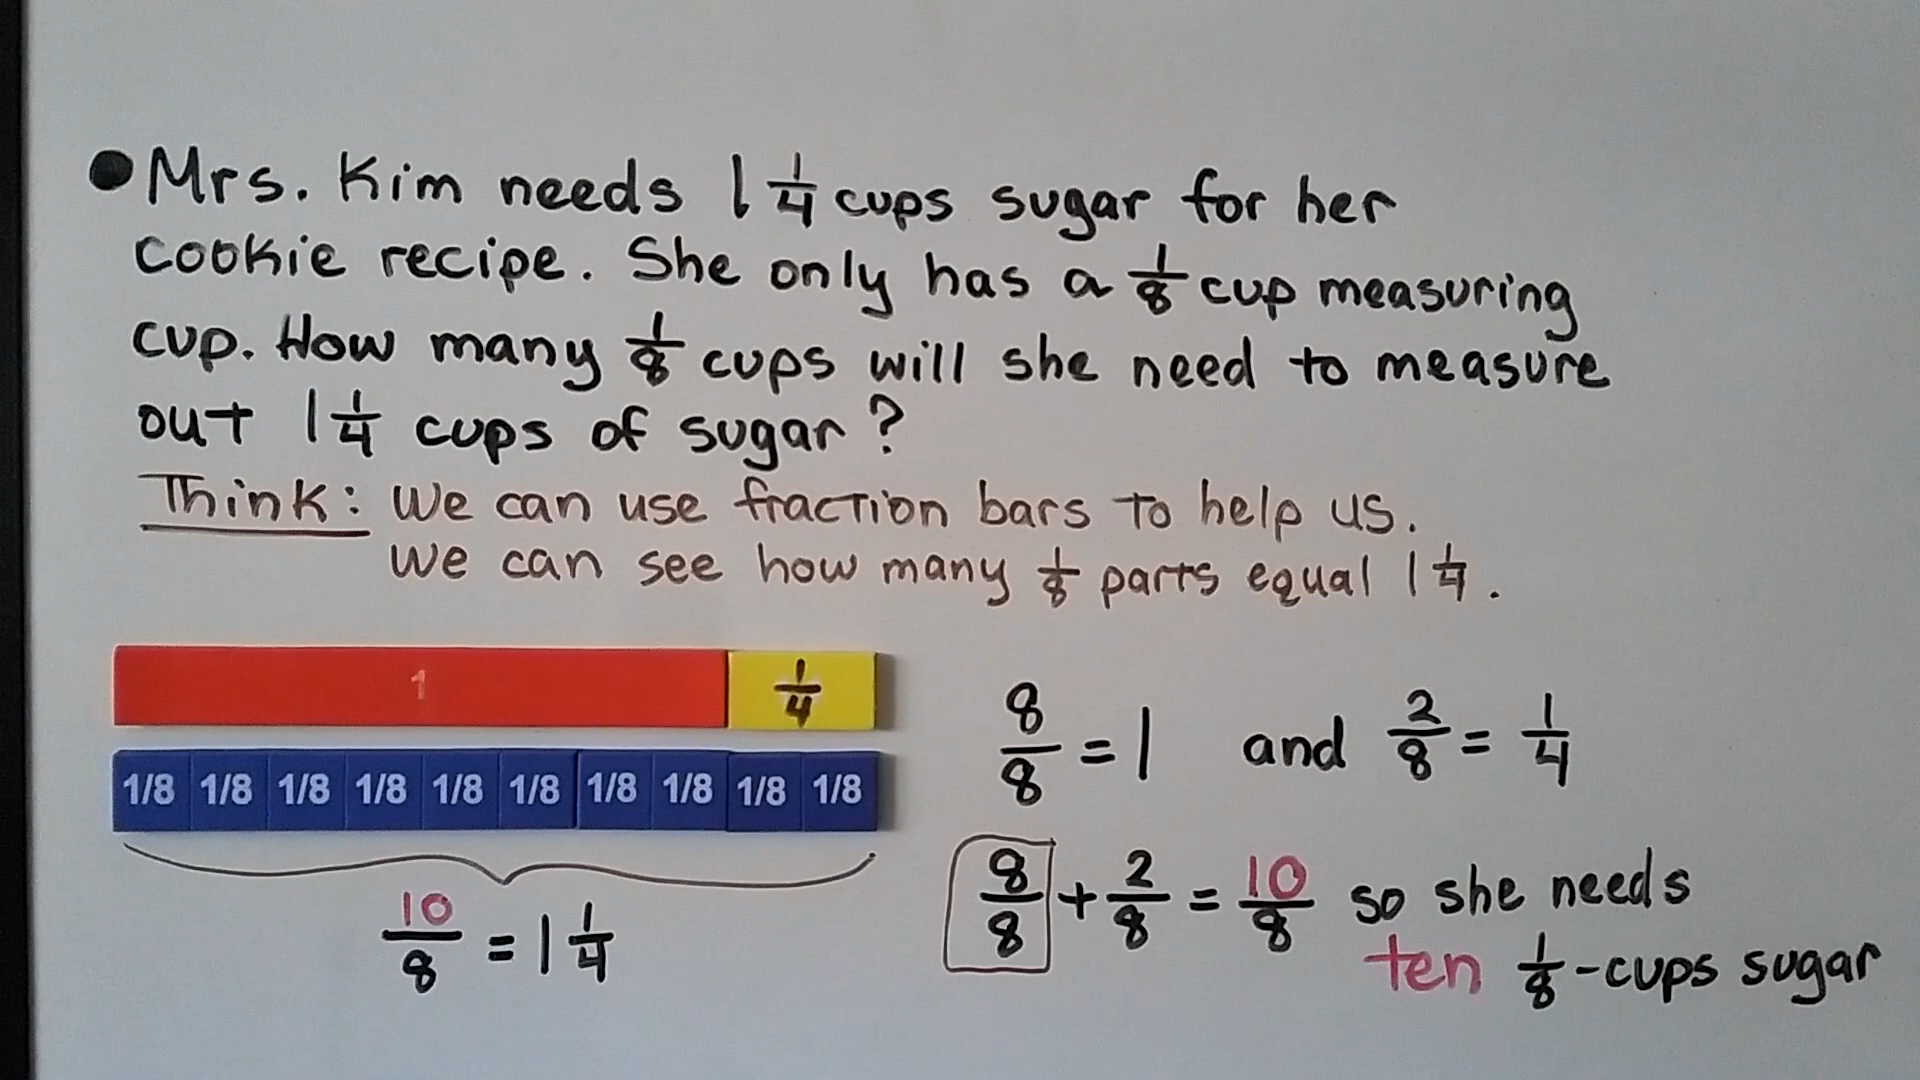 ●Mrs. Kim needs 1 1/4 cups sugar for her
cookie recipe. She only has a 1/8 cup measuring
cup. How many 1/8 cups will she need to measure
out 1 1/4 cups of sugar?
Think: We can use fraction bars to help us.
We can see how many 1/8 parts equal 1 1/4.
1 1/4
1/8 1/8 1/8 1/8 1/8 1/8 1/8 1/8 1/8 1/8
10/8 = 1 1/4
8/8 = 1 and 2/8 = 1/4
8/8 + 2/8 = 10/8 so she needs
ten 1/8-cups sugar